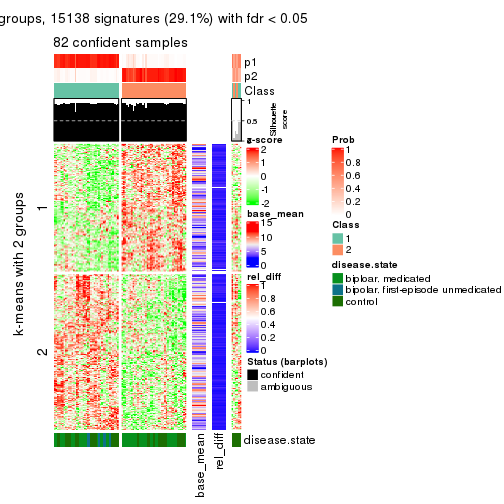 groups, 15138 signatures (29.1%) with fdr < 0.05
82 confident samples
p1
p2
Class
1
0.5
0
Silhouette score
k-means with 2 groups
1
2
z-score
2
1
0
-1
-2
base_mean
15
10
5
0
rel_diff
1
0.8
0.6
0.4
0.2
0
Status (barplots)
confident
ambiguous
Prob
1
0.8
0.6
0.4
0.2
0
Class
1
2
disease.state
bipolar, medicated
bipolar, first-episode unmedicated
control
disease.state
base_mean
rel_diff